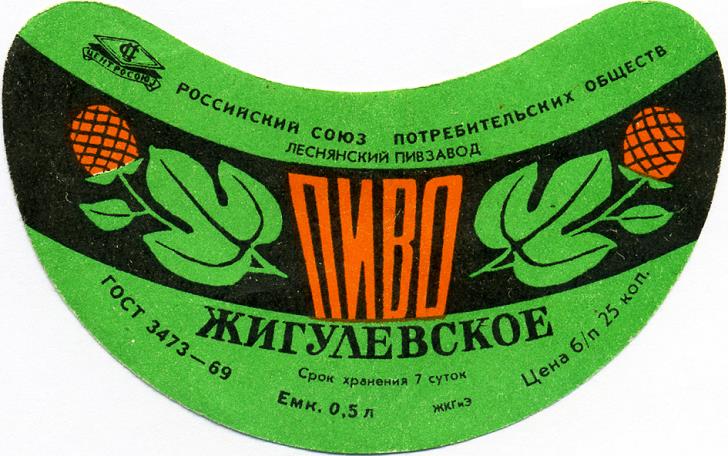 ЦЕНТРОСОЮЗ
РОССИЙСКИЙ СОЮЗ ПОТРЕБИТЕЛЬСКИХ ОБЩЕСТВ
ЛЕСНЯНСКИЙ ПИВЗАВОД
ПИВО
ЖИГУЛЕВСКОЕ
ГОСТ 3473—69
Срок хранения 7 суток
Емк. 0,5 л
ЖКГиЭ
Цена б/п 25 коп.